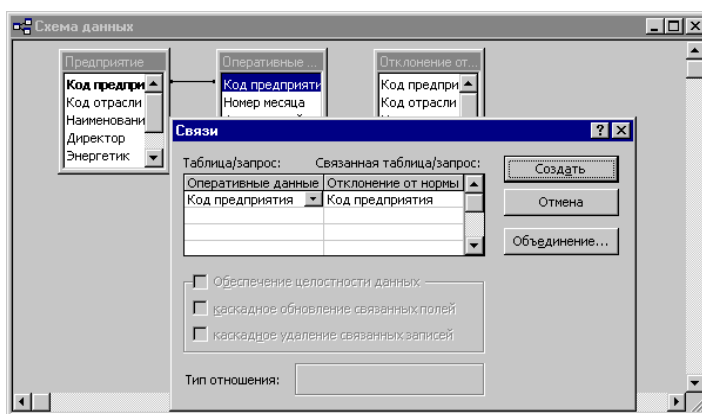 Схема данных
Предприятие
Оперативные ...
Отклонение от...
Код предпри
Код отрасли
Наименовани
Директор
Энергетик
Код предприяти
Номер месяца
Код предпри
Код отрасли
Связи
Таблица/запрос:
Связанная таблица/запрос:
Оперативные данные
Отклонение от нормы
Код предприятия
Код предприятия
Создать
Отмена
Объединение...
Обеспечение целостности данных
каскадное обновление связанных полей
каскадное удаление связанных записей
Тип отношения: